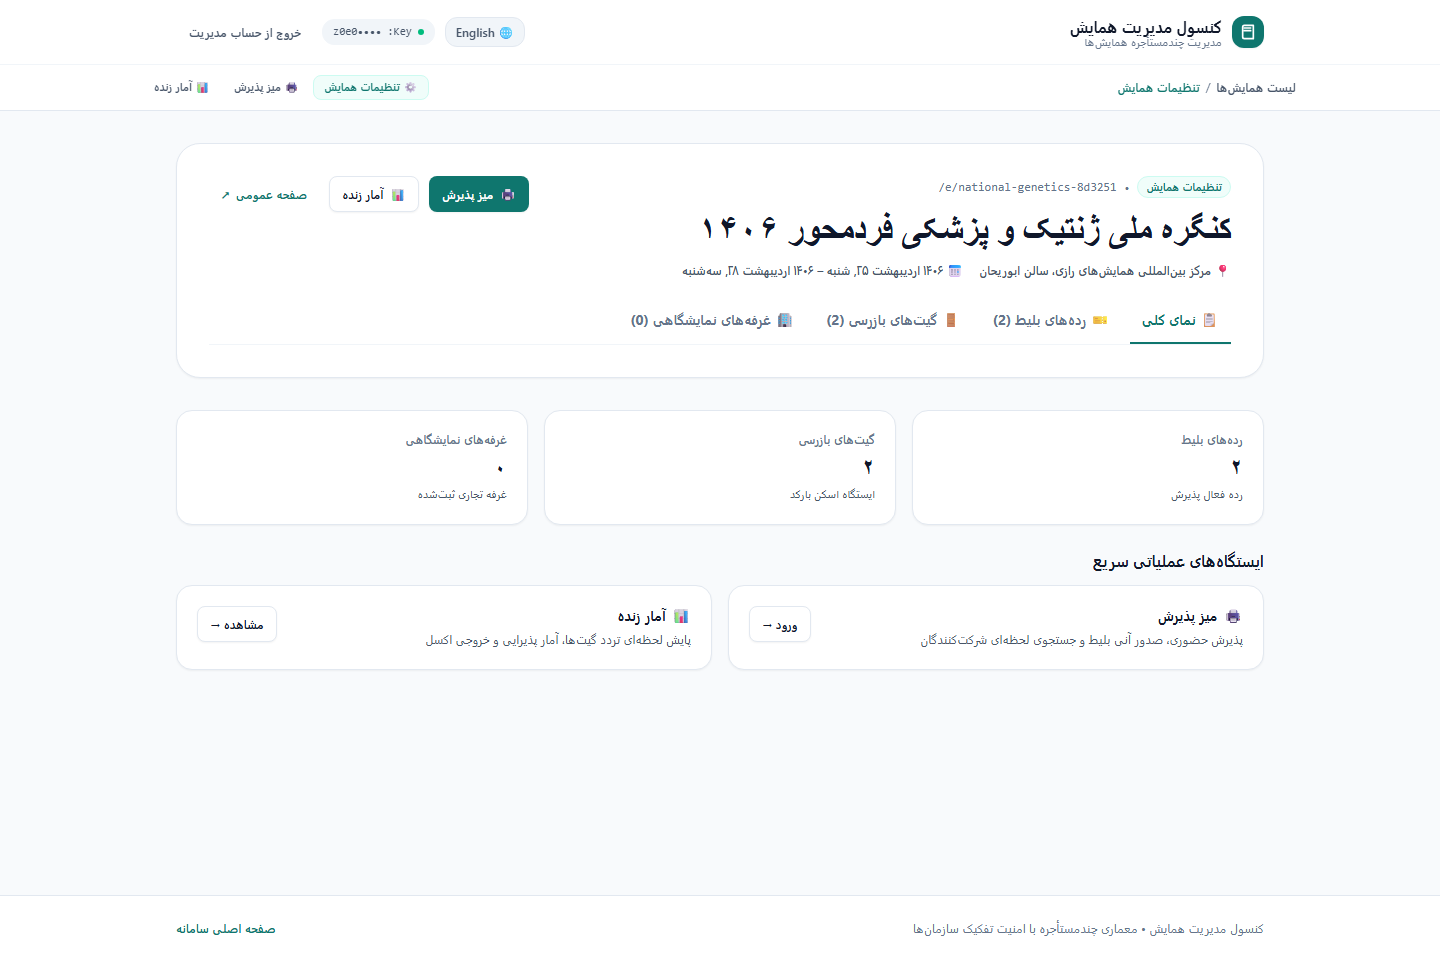 کنسول مدیریت همایش
مدیریت چندمستأجره همایش‌ها
English
Key: ••••z0e0
خروج از حساب مدیریت
لیست همایش‌ها / تنظیمات همایش
تنظیمات همایش
میز پذیرش
آمار زنده
تنظیمات همایش • /e/national-genetics-8d3251
میز پذیرش
آمار زنده
صفحه عمومی ↗
کنگره ملی ژنتیک و پزشکی فردمحور ۱۴۰۶
مرکز بین‌المللی همایش‌های رازی، سالن ابوریحان
۱۴۰۶ اردیبهشت ۲۵, شنبه – ۱۴۰۶ اردیبهشت ۲۸, سه‌شنبه
نمای کلی
رده‌های بلیط (2)
گیت‌های بازرسی (2)
غرفه‌های نمایشگاهی (0)
رده‌های بلیط
۲
رده فعال پذیرش
گیت‌های بازرسی
۲
ایستگاه اسکن بارکد
غرفه‌های نمایشگاهی
۰
غرفه تجاری ثبت‌شده
ایستگاه‌های عملیاتی سریع
میز پذیرش
پذیرش حضوری، صدور آنی بلیط و جستجوی لحظه‌ای شرکت‌کنندگان
ورود →
آمار زنده
پایش لحظه‌ای تردد گیت‌ها، آمار پذیرایی و خروجی اکسل
مشاهده →
کنسول مدیریت همایش • معماری چندمستأجره با امنیت تفکیک سازمان‌ها
صفحه اصلی سامانه